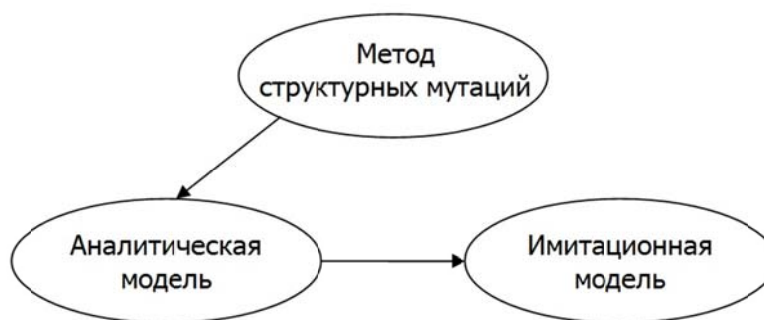 Метод
структурных мутаций
Аналитическая
модель
Имитационная
модель